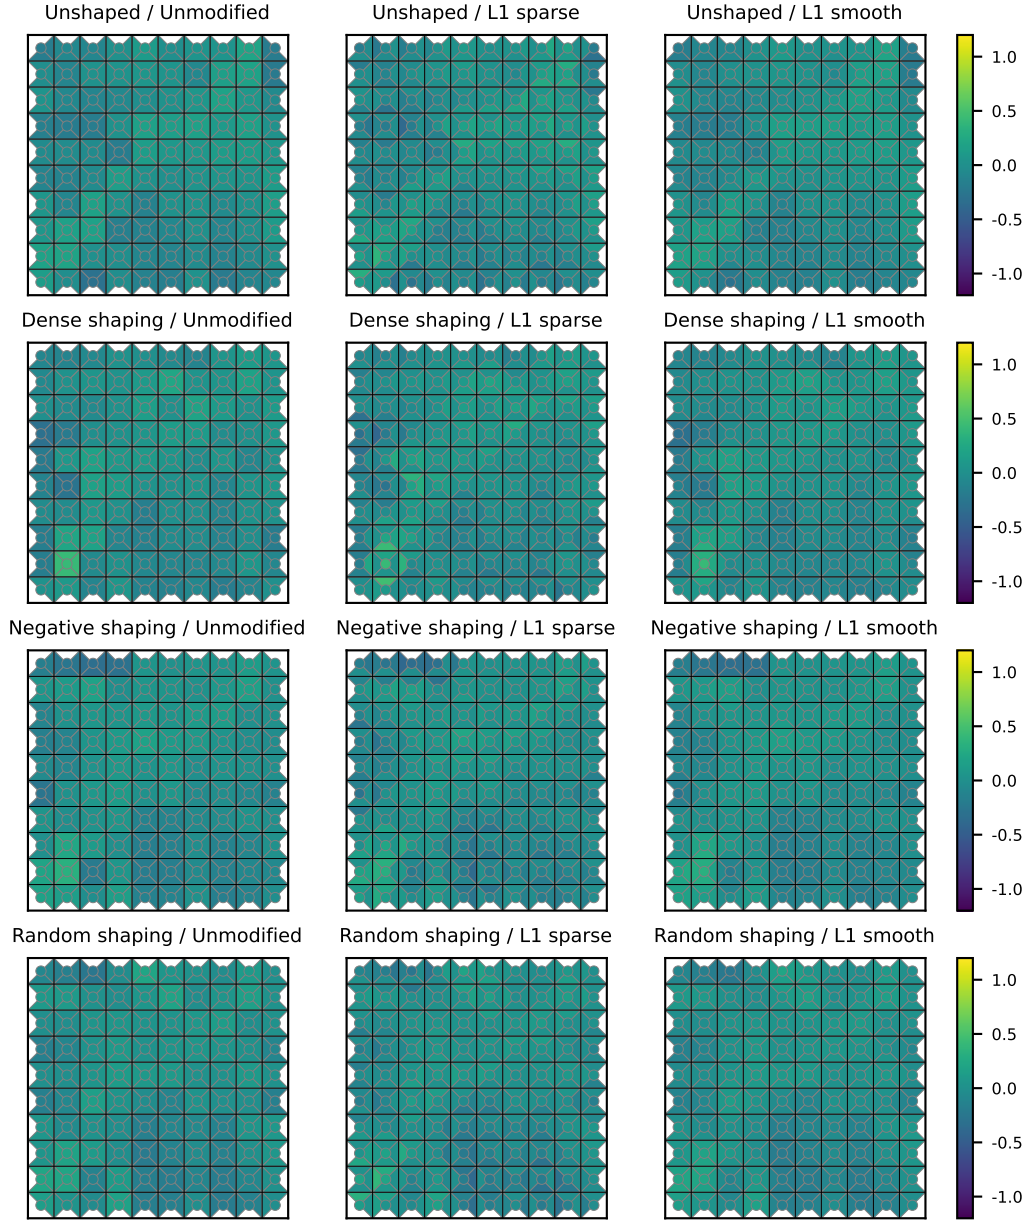 Unshaped / Unmodified
Unshaped / L1 sparse
Unshaped / L1 smooth
1.0
0.5
0.0
-0.5
-1.0
Dense shaping / Unmodified
Dense shaping / L1 sparse
Dense shaping / L1 smooth
1.0
0.5
0.0
-0.5
-1.0
Negative shaping / Unmodified
Negative shaping / L1 sparse
Negative shaping / L1 smooth
1.0
0.5
0.0
-0.5
-1.0
Random shaping / Unmodified
Random shaping / L1 sparse
Random shaping / L1 smooth
1.0
0.5
0.0
-0.5
-1.0